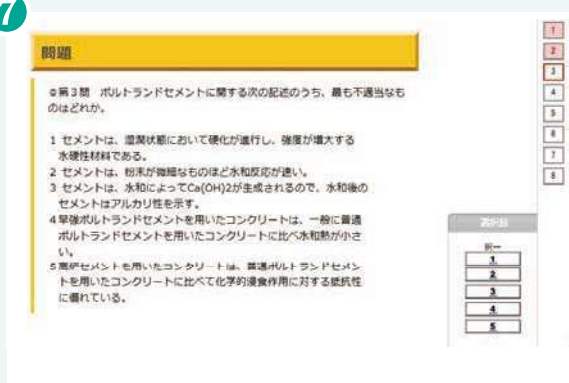 7
問題
◎第3問 ポルトランドセメントに関する次の記述のうち、最も不適当なも
のはどれか。
1 セメントは、湿潤状態において硬化が進行し、強度が増大する
水硬性材料である。
2 セメントは、粉末が微細なものほど水和反応が速い。
3 セメントは、水和によってCa(OH)2が生成されるので、水和後の
セメントはアルカリ性を示す。
4 早強ポルトランドセメントを用いたコンクリートは、一般に普通
ポルトランドセメントを用いたコンクリートに比べ水和熱が小さ
い。
5 高炉セメントを用いたコンクリートは、普通ポルトランドセメン
トを用いたコンクリートに比べて化学的浸食作用に対する抵抗性
に優れている。
1
2
3
4
5
6
7
8
選択肢
択一
1
2
3
4
5